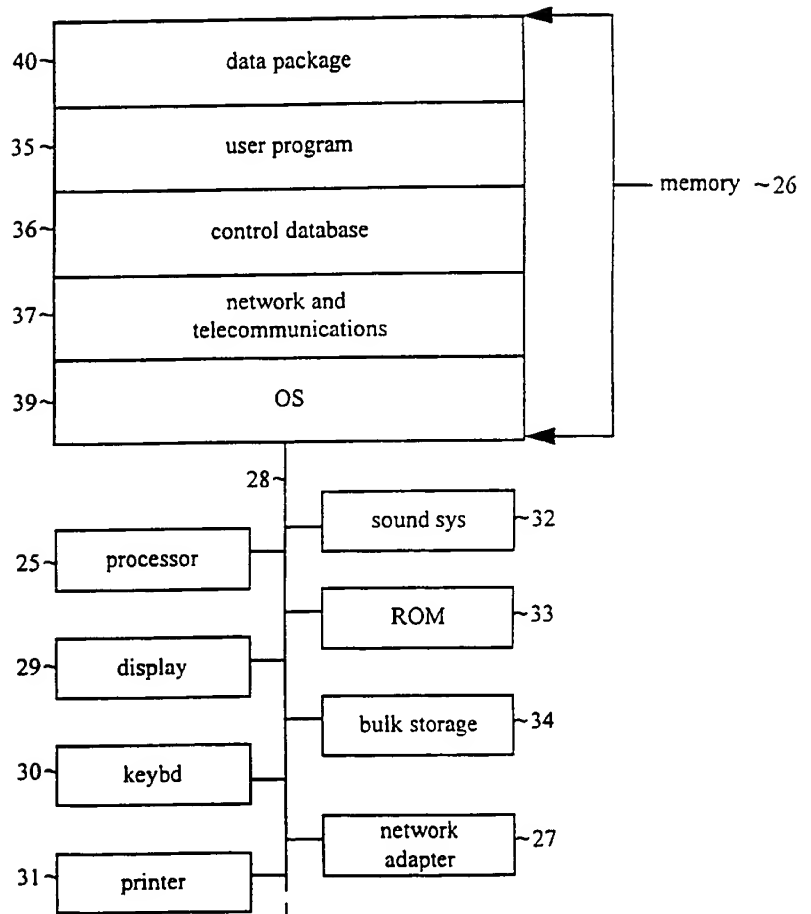 40~ data package
35~ user program
memory ~26
36~ control database
37~ network and
telecommunications
39~ OS
28~
sound sys ~32
25~ processor
ROM ~33
29~ display
bulk storage ~34
30~ keybd
network
adapter ~27
31~ printer